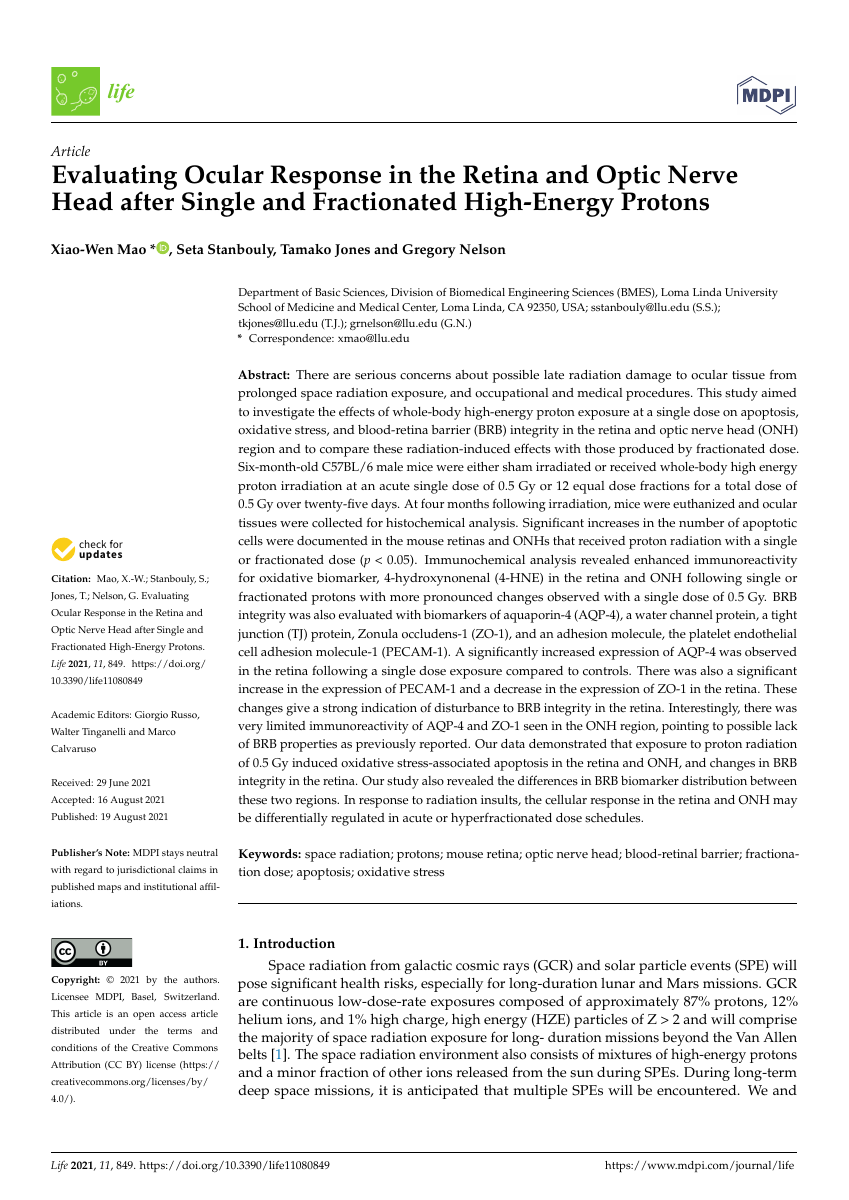 life
MDPI
Article
Evaluating Ocular Response in the Retina and Optic Nerve
Head after Single and Fractionated High-Energy Protons
Xiao-Wen Mao * iD, Seta Stanbouly, Tamako Jones and Gregory Nelson
Department of Basic Sciences, Division of Biomedical Engineering Sciences (BMES), Loma Linda University
School of Medicine and Medical Center, Loma Linda, CA 92350, USA; sstanbouly@llu.edu (S.S.);
tkjones@llu.edu (T.J.); grnelson@llu.edu (G.N.)
* Correspondence: xmao@llu.edu
Abstract: There are serious concerns about possible late radiation damage to ocular tissue from
prolonged space radiation exposure, and occupational and medical procedures. This study aimed
to investigate the effects of whole-body high-energy proton exposure at a single dose on apoptosis,
oxidative stress, and blood-retina barrier (BRB) integrity in the retina and optic nerve head (ONH)
region and to compare these radiation-induced effects with those produced by fractionated dose.
Six-month-old C57BL/6 male mice were either sham irradiated or received whole-body high energy
proton irradiation at an acute single dose of 0.5 Gy or 12 equal dose fractions for a total dose of
0.5 Gy over twenty-five days. At four months following irradiation, mice were euthanized and ocular
tissues were collected for histochemical analysis. Significant increases in the number of apoptotic
cells were documented in the mouse retinas and ONHs that received proton radiation with a single
or fractionated dose (p < 0.05). Immunochemical analysis revealed enhanced immunoreactivity
for oxidative biomarker, 4-hydroxynonenal (4-HNE) in the retina and ONH following single or
fractionated protons with more pronounced changes observed with a single dose of 0.5 Gy. BRB
integrity was also evaluated with biomarkers of aquaporin-4 (AQP-4), a water channel protein, a tight
junction (TJ) protein, Zonula occludens-1 (ZO-1), and an adhesion molecule, the platelet endothelial
cell adhesion molecule-1 (PECAM-1). A significantly increased expression of AQP-4 was observed
in the retina following a single dose exposure compared to controls. There was also a significant
increase in the expression of PECAM-1 and a decrease in the expression of ZO-1 in the retina. These
changes give a strong indication of disturbance to BRB integrity in the retina. Interestingly, there was
very limited immunoreactivity of AQP-4 and ZO-1 seen in the ONH region, pointing to possible lack
of BRB properties as previously reported. Our data demonstrated that exposure to proton radiation
of 0.5 Gy induced oxidative stress-associated apoptosis in the retina and ONH, and changes in BRB
integrity in the retina. Our study also revealed the differences in BRB biomarker distribution between
these two regions. In response to radiation insults, the cellular response in the retina and ONH may
be differentially regulated in acute or hyperfractionated dose schedules.
Keywords: space radiation; protons; mouse retina; optic nerve head; blood-retinal barrier; fractiona-
tion dose; apoptosis; oxidative stress
check for
updates
Citation: Mao, X.-W.; Stanbouly, S.;
Jones, T.; Nelson, G. Evaluating
Ocular Response in the Retina and
Optic Nerve Head after Single and
Fractionated High-Energy Protons.
Life 2021, 11, 849. https://doi.org/
10.3390/life11080849
Academic Editors: Giorgio Russo,
Walter Tinganelli and Marco
Calvaruso
Received: 29 June 2021
Accepted: 16 August 2021
Published: 19 August 2021
Publisher's Note: MDPI stays neutral
with regard to jurisdictional claims in
published maps and institutional affil-
iations.
cc BY
Copyright: © 2021 by the authors.
Licensee MDPI, Basel, Switzerland.
This article is an open access article
distributed under the terms and
conditions of the Creative Commons
Attribution (CC BY) license (https://
creativecommons.org/licenses/by/
4.0/).
1. Introduction
Space radiation from galactic cosmic rays (GCR) and solar particle events (SPE) will
pose significant health risks, especially for long-duration lunar and Mars missions. GCR
are continuous low-dose-rate exposures composed of approximately 87% protons, 12%
helium ions, and 1% high charge, high energy (HZE) particles of Z > 2 and will comprise
the majority of space radiation exposure for long- duration missions beyond the Van Allen
belts [1]. The space radiation environment also consists of mixtures of high-energy protons
and a minor fraction of other ions released from the sun during SPEs. During long-term
deep space missions, it is anticipated that multiple SPEs will be encountered. We and
Life 2021, 11, 849. https://doi.org/10.3390/life11080849
https://www.mdpi.com/journal/life